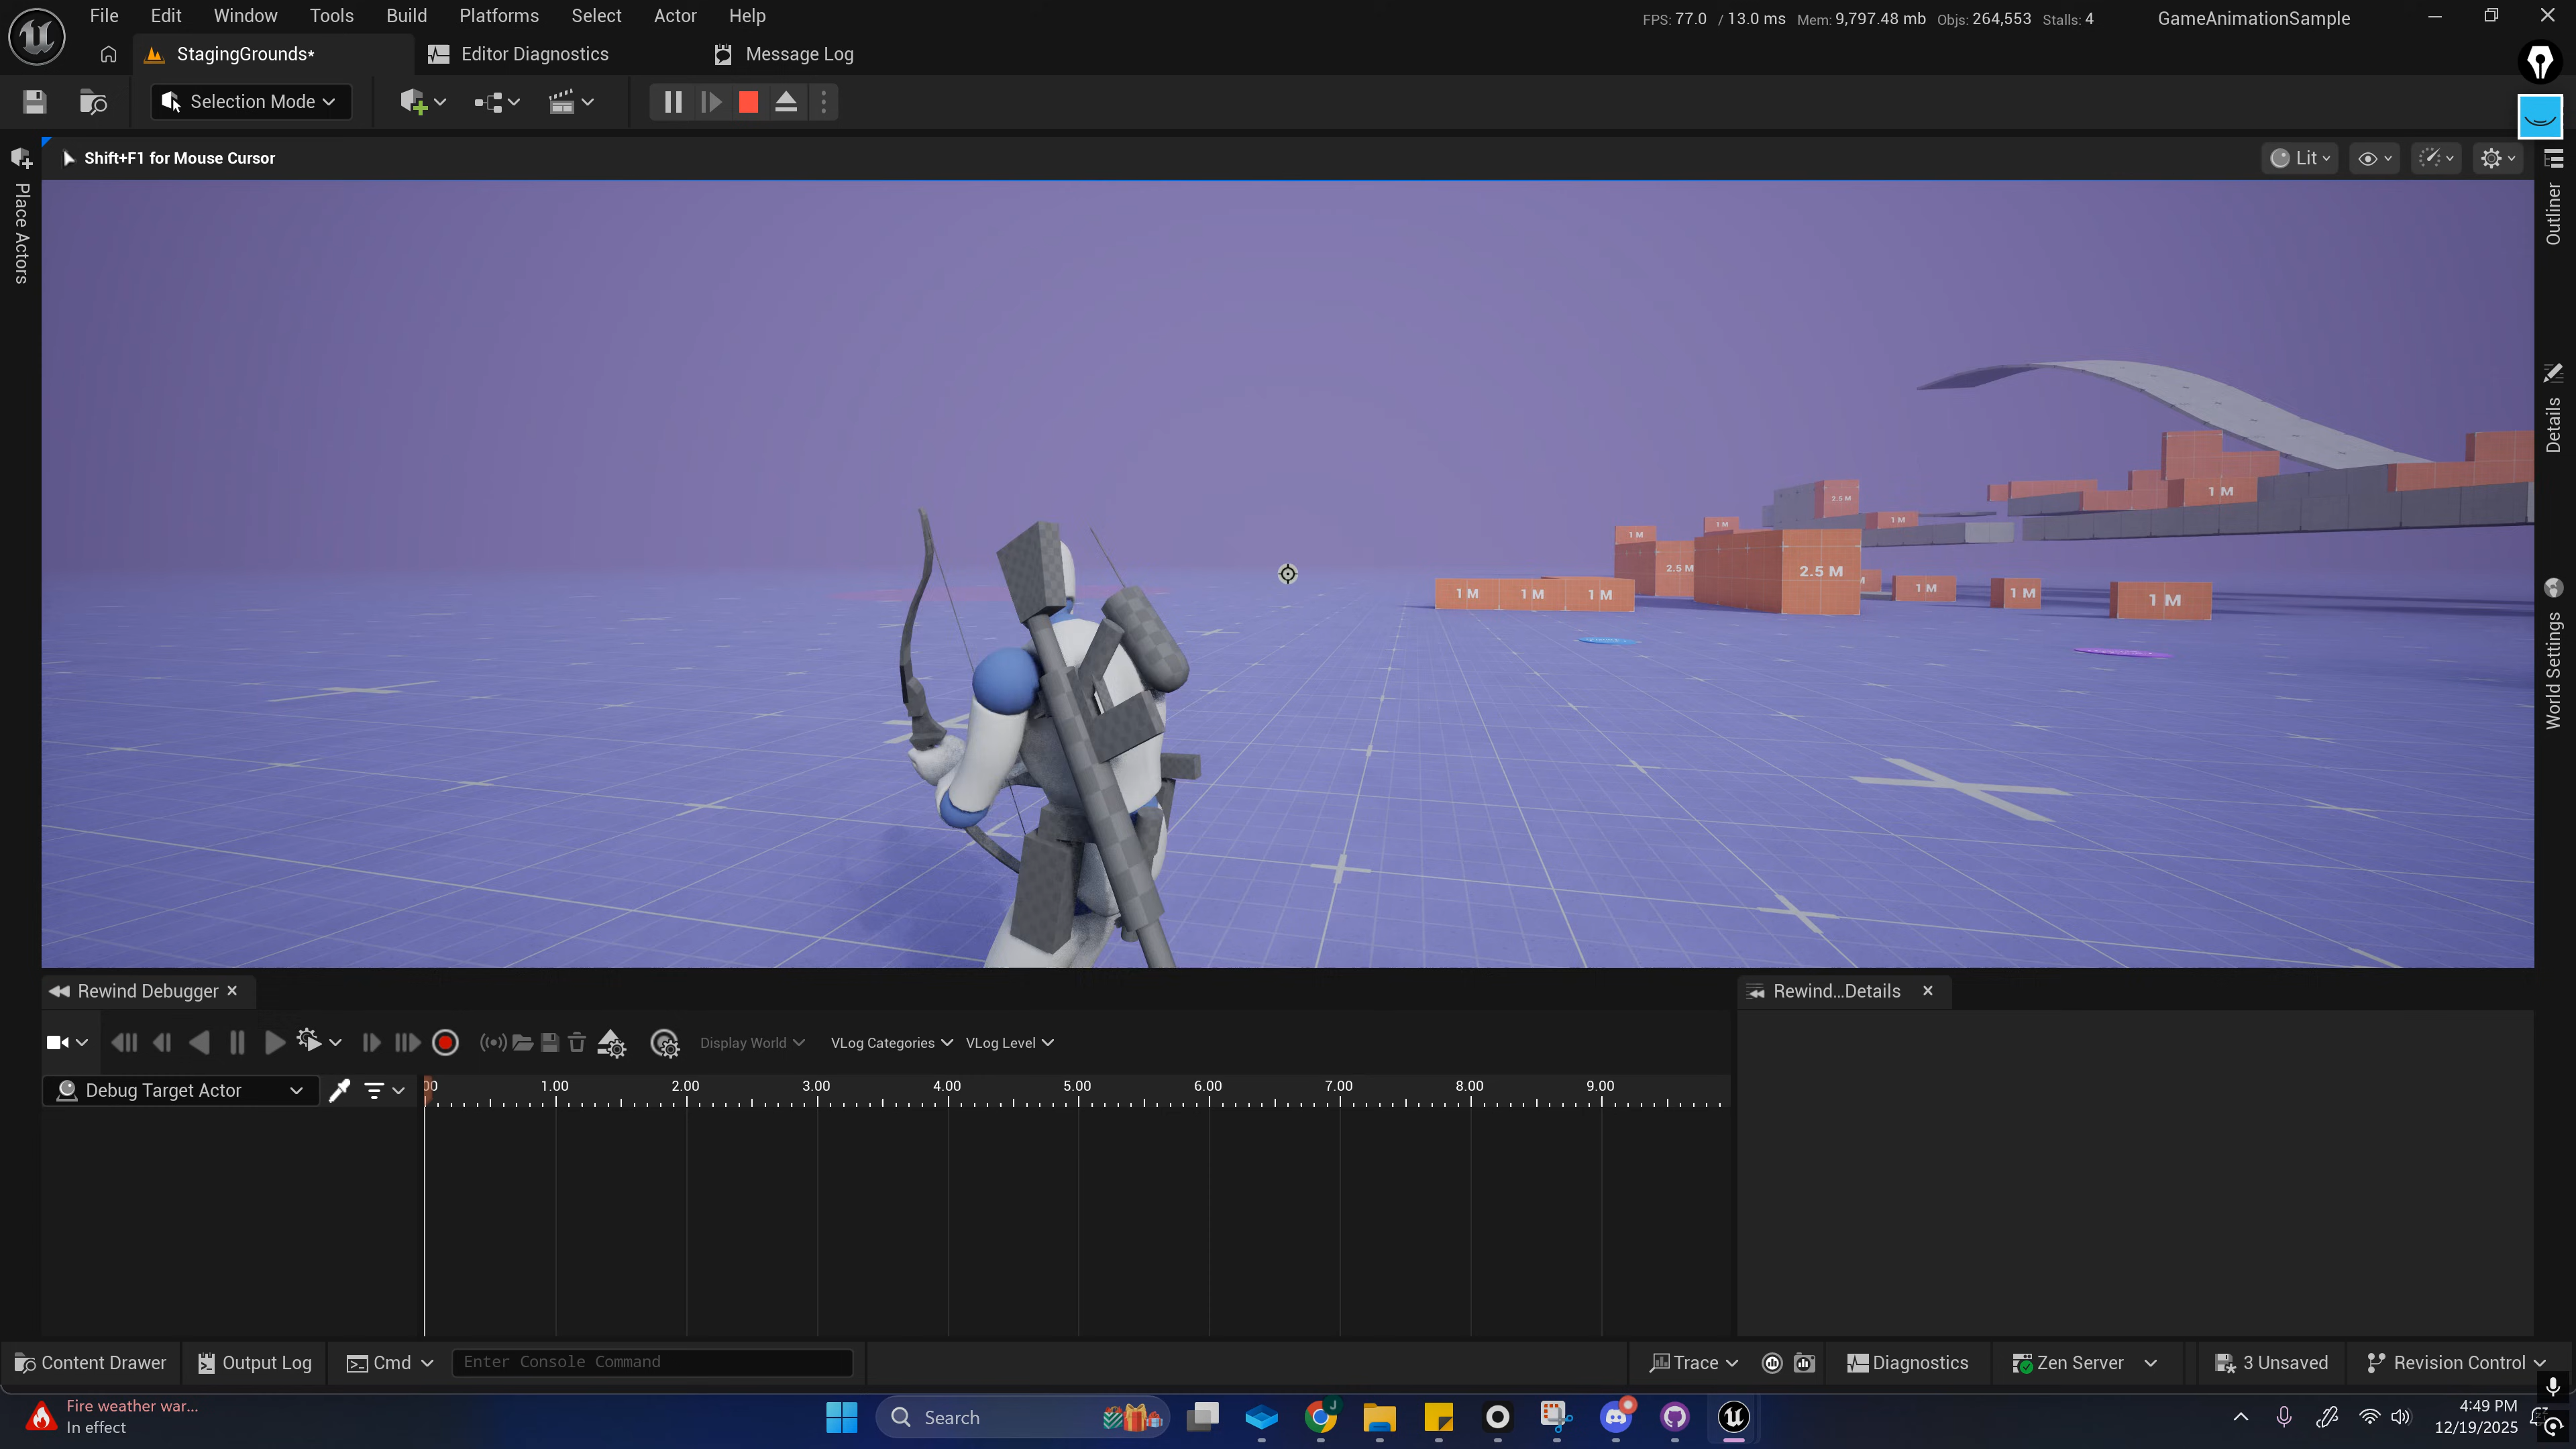 File Edit Window Tools Build Platforms Select Actor Help
FPS: 77.0 / 13.0 ms Mem: 9,797.48 mb Objs: 264,553 Stalls: 4 GameAnimationSample
StagingGrounds* Editor Diagnostics Message Log
Selection Mode
Shift+F1 for Mouse Cursor
Lit
Place Actors
Outliner
Details
World Settings
2.5 M
1 M
1 M
1 M
1 M
2.5 M
2.5 M
M
1 M
1 M
1 M
1 M
1 M
1 M
Rewind Debugger
Rewind...Details
Display World VLog Categories VLog Level
Debug Target Actor
00 1.00 2.00 3.00 4.00 5.00 6.00 7.00 8.00 9.00
Content Drawer Output Log Cmd Enter Console Command Trace Diagnostics Zen Server 3 Unsaved Revision Control
Fire weather war...
In effect
Search
J
4:49 PM
12/19/2025